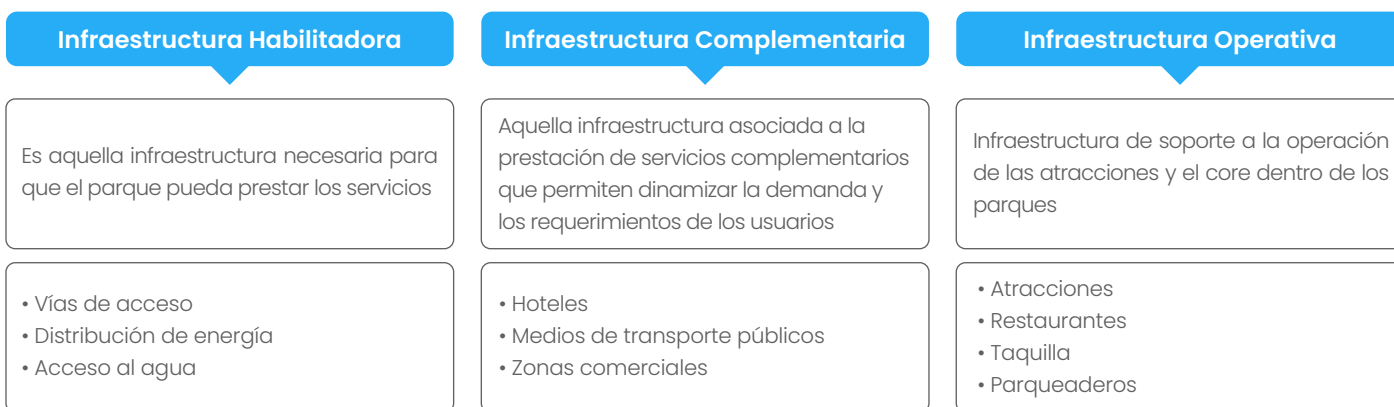 Infraestructura Habilitadora
Es aquella infraestructura necesaria para
que el parque pueda prestar los servicios
• Vías de acceso
• Distribución de energía
• Acceso al agua
Infraestructura Complementaria
Aquella infraestructura asociada a la
prestación de servicios complementarios
que permiten dinamizar la demanda y
los requerimientos de los usuarios
• Hoteles
• Medios de transporte públicos
• Zonas comerciales
Infraestructura Operativa
Infraestructura de soporte a la operación
de las atracciones y el core dentro de los
parques
• Atracciones
• Restaurantes
• Taquilla
• Parqueaderos